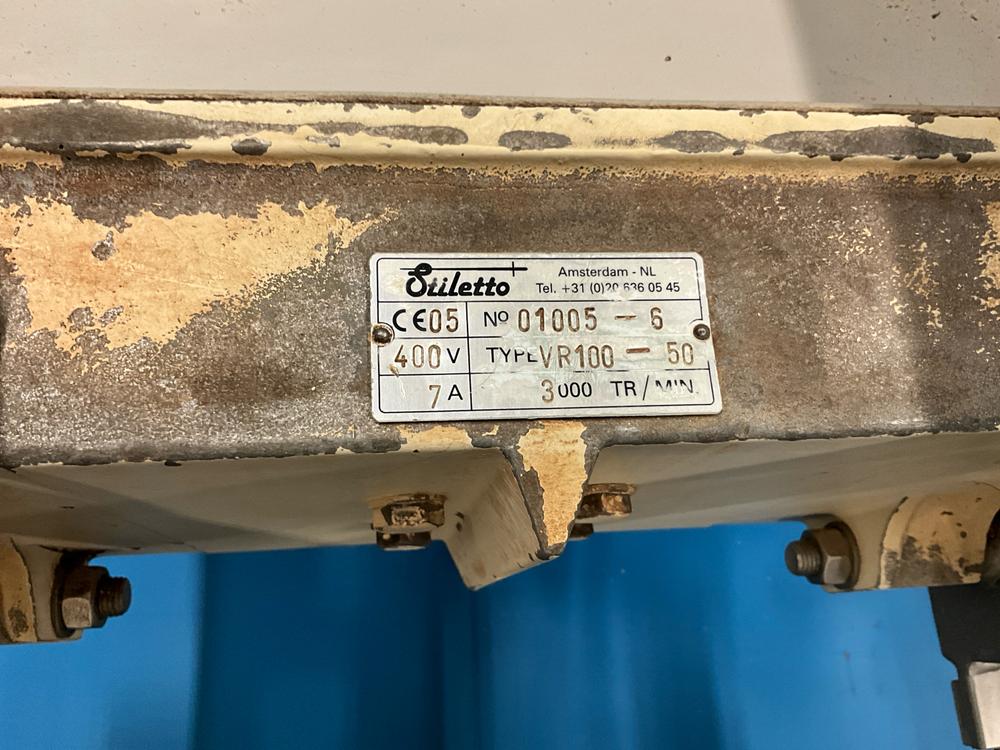 Stiletto
Amsterdam - NL
Tel. +31 (0)20 636 05 45
CE05
Nº 01005 - 6
400 V
TYPE VR100 - 50
7 A
3000 TR / MIN.